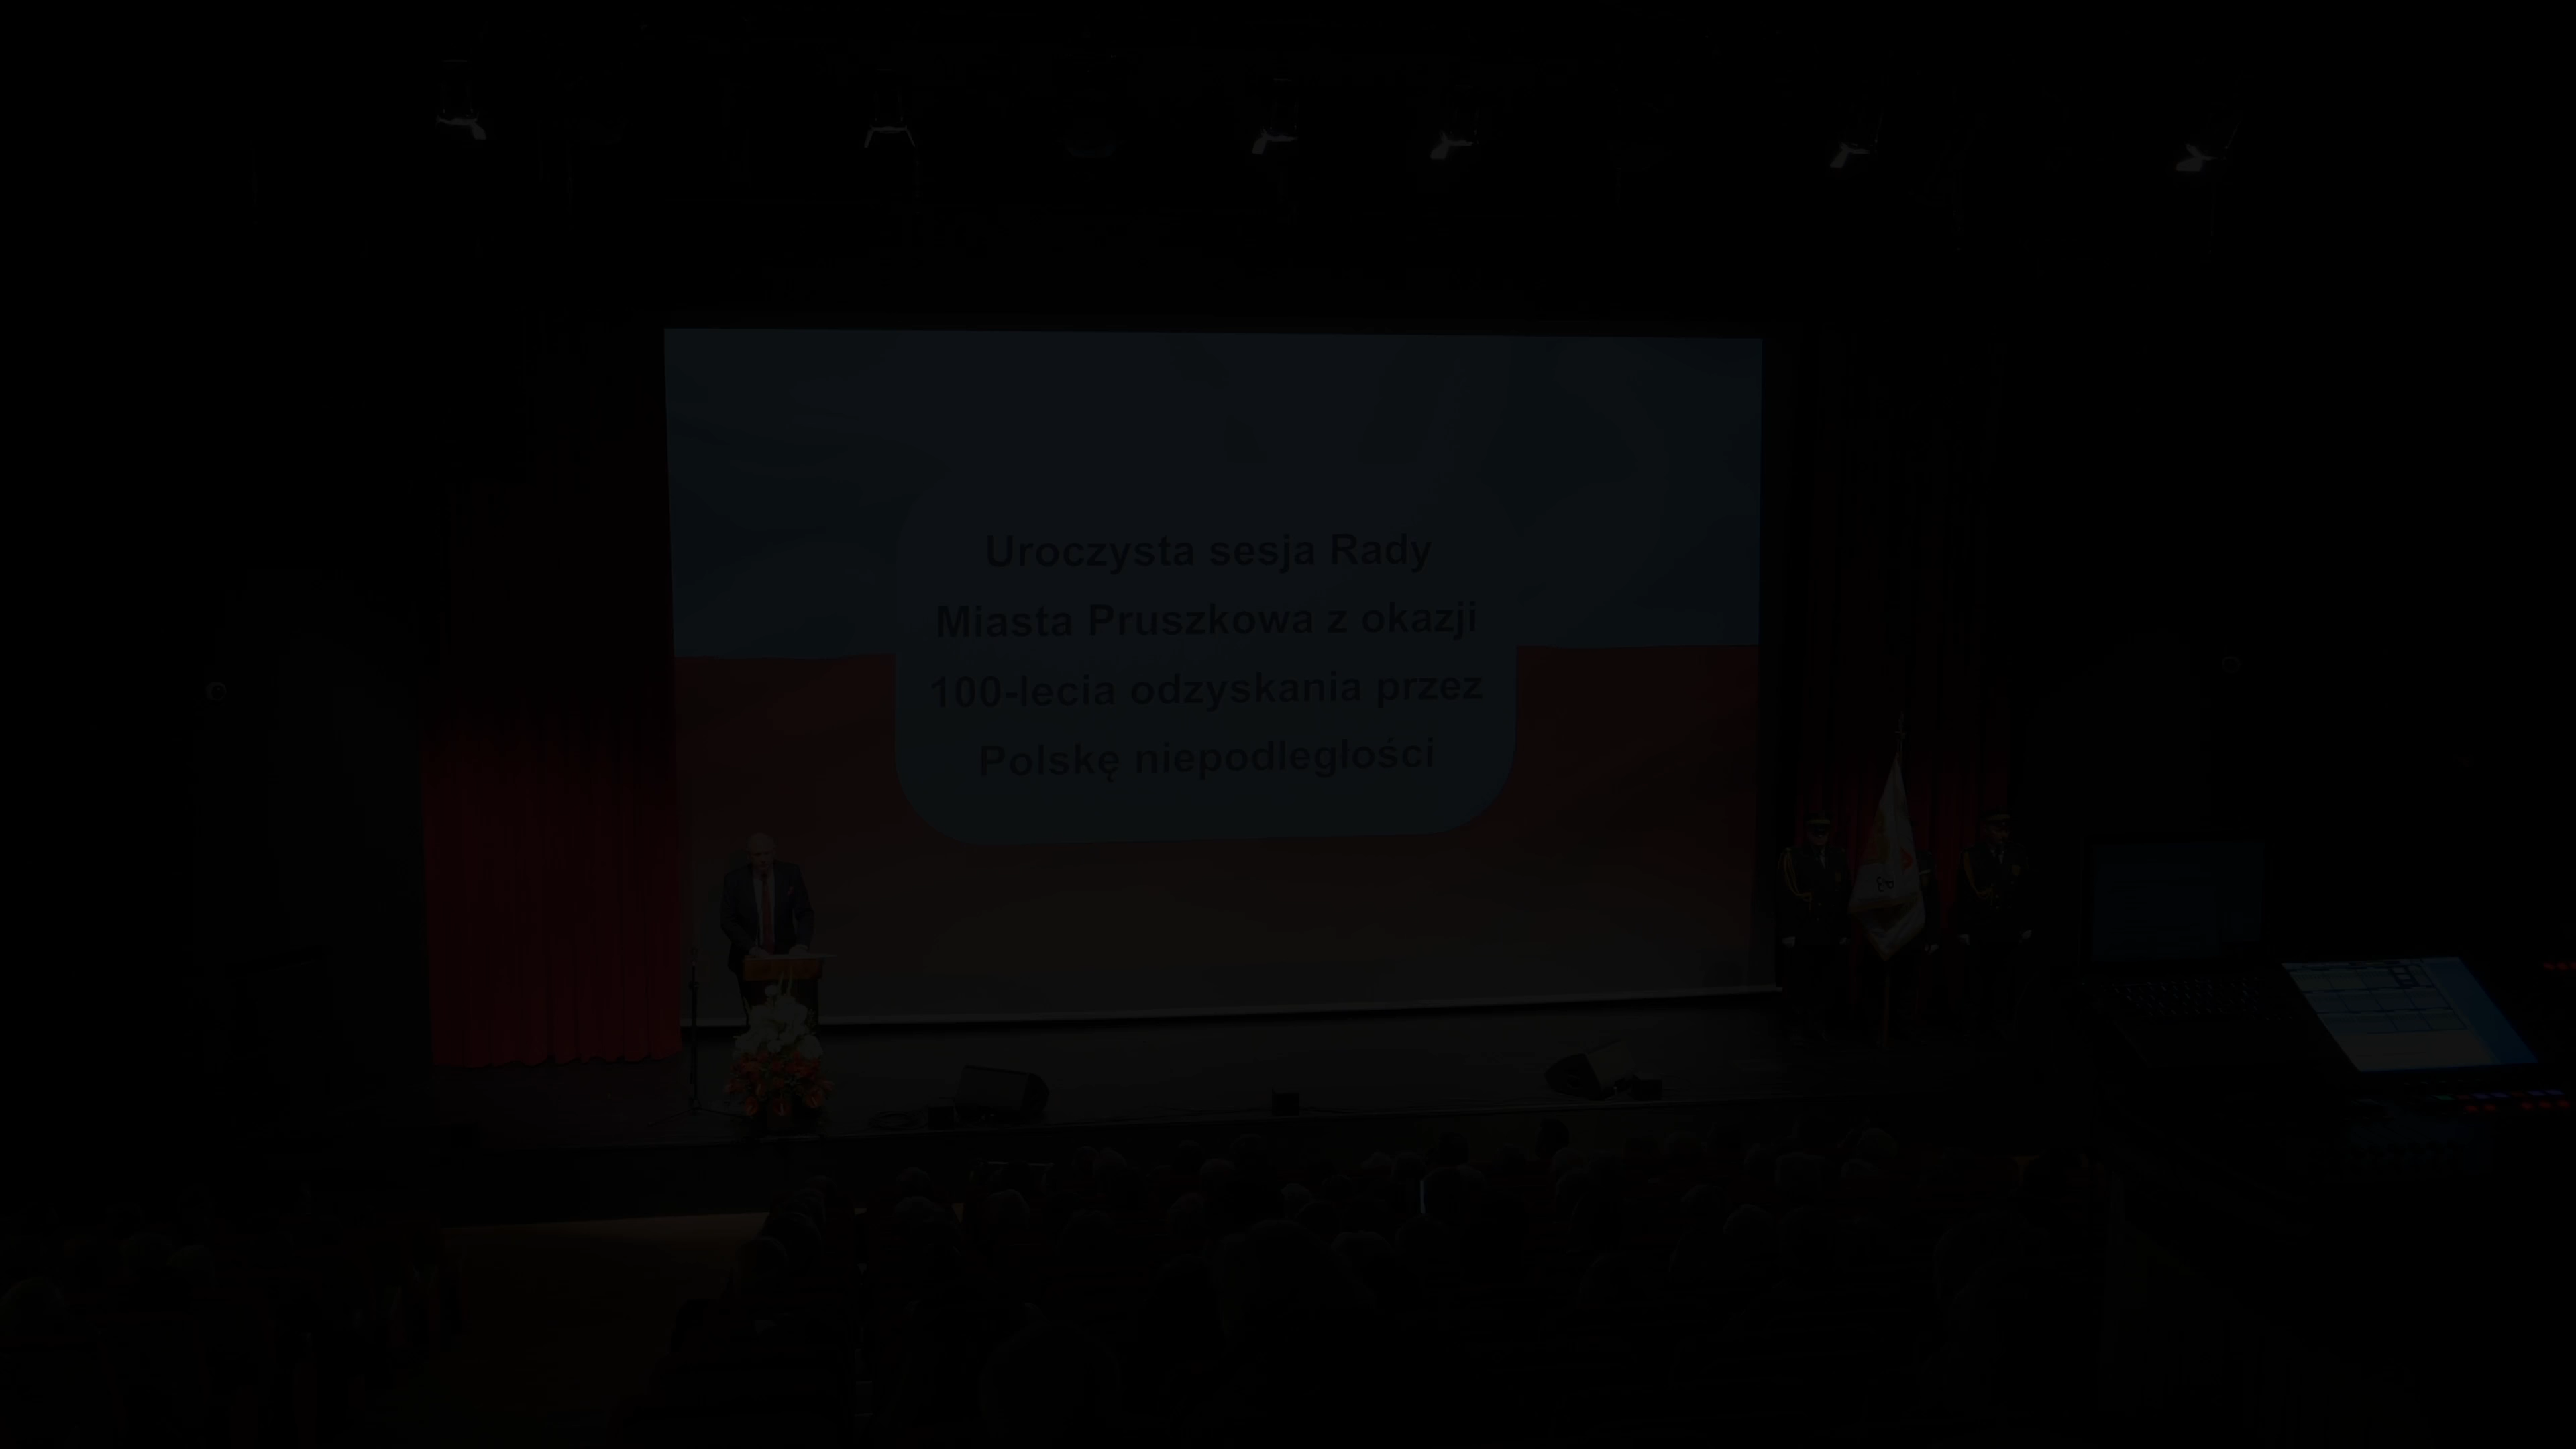 Uroczysta sesja Rady
Miasta Pruszkowa z okazji
100-lecia odzyskania przez
Polskę niepodległości